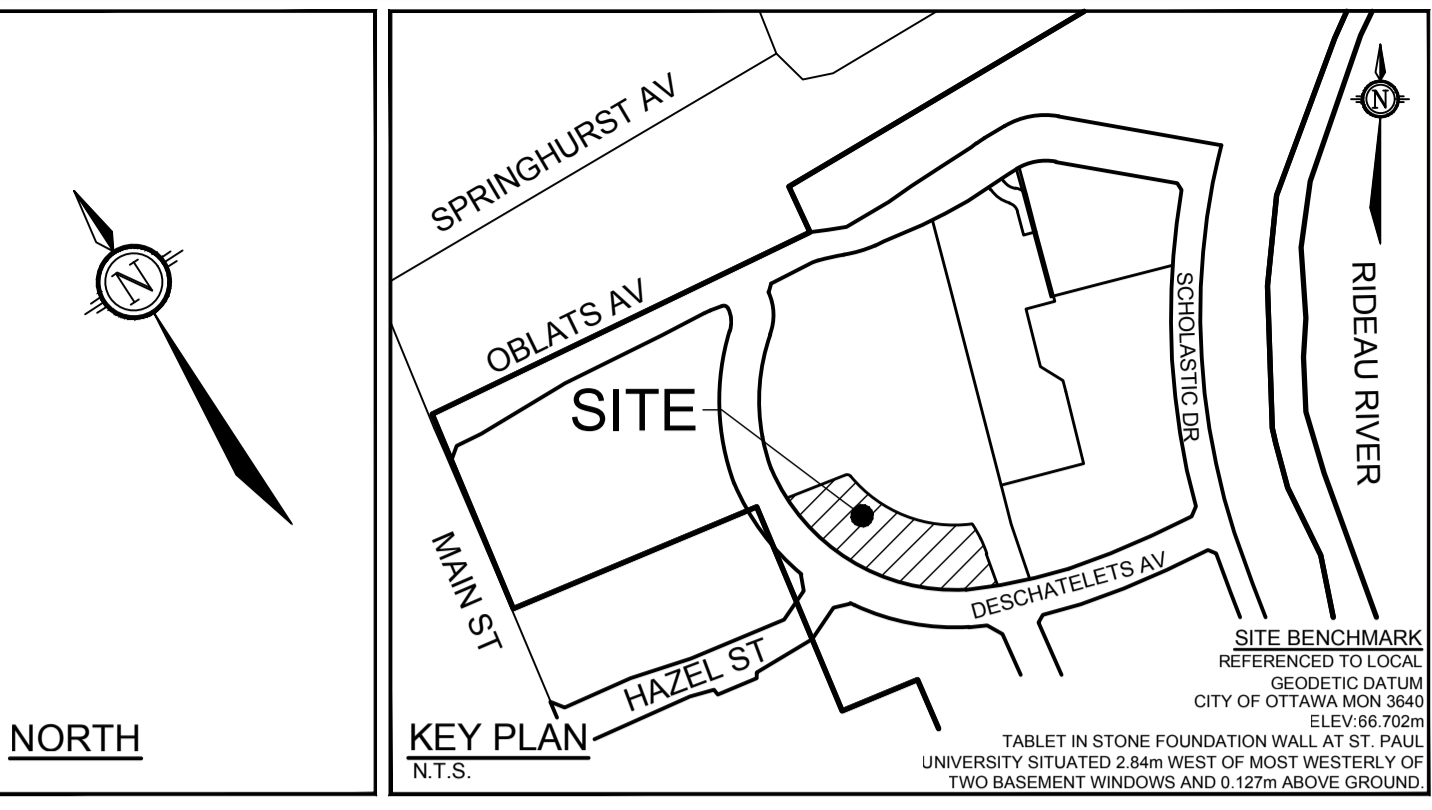 N
NORTH
SPRINGHURST AV
N
OBLATS AV
RIDEAU RIVER
SCHOLASTIC DR
SITE
MAIN ST
DESCHATELETS AV
HAZEL ST
KEY PLAN
N.T.S.
SITE BENCHMARK
REFERENCED TO LOCAL
GEODETIC DATUM
CITY OF OTTAWA MON 3640
ELEV:66.702m
TABLET IN STONE FOUNDATION WALL AT ST. PAUL
UNIVERSITY SITUATED 2.84m WEST OF MOST WESTERLY OF
TWO BASEMENT WINDOWS AND 0.127m ABOVE GROUND.